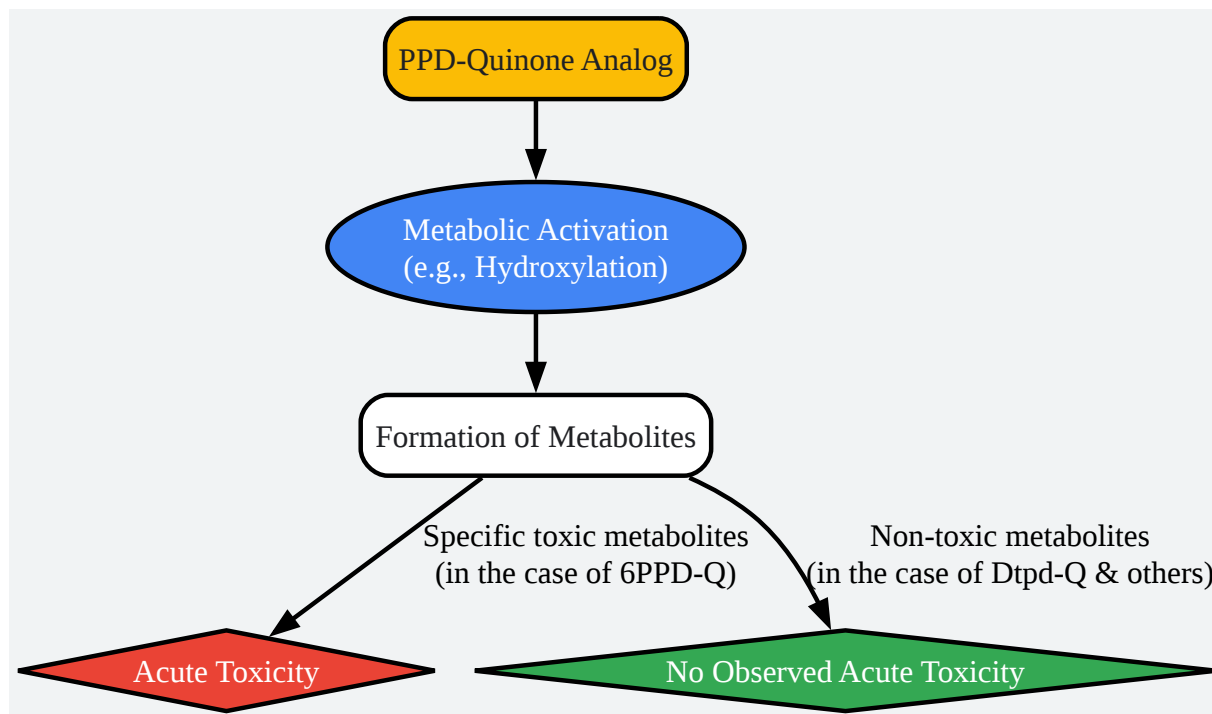 PPD-Quinone Analog
Metabolic Activation
(e.g., Hydroxylation)
Formation of Metabolites
Specific toxic metabolites
(in the case of 6PPD-Q)
Non-toxic metabolites
(in the case of Dtpd-Q & others)
Acute Toxicity
No Observed Acute Toxicity